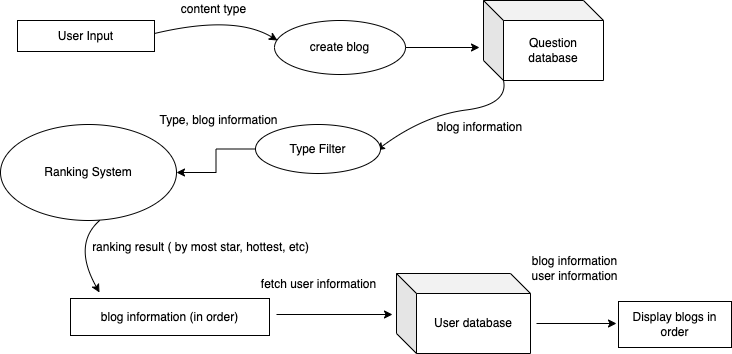 content type
User Input
create blog
Question
database
Type, blog information
blog information
Type Filter
Ranking System
ranking result ( by most star, hottest, etc)
blog information
user information
fetch user information
blog information (in order)
User database
Display blogs in
order